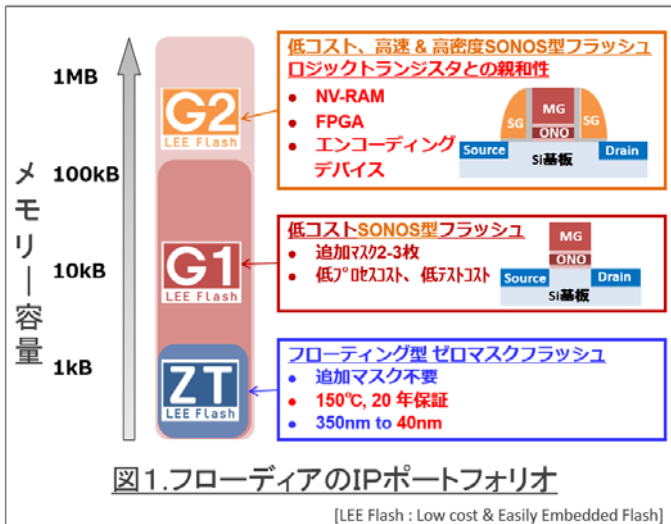 1MB
100kB
10kB
1kB
メモリー容量
G2
LEE Flash
G1
LEE Flash
ZT
LEE Flash
低コスト、高速 & 高密度SONOS型フラッシュ
ロジックトランジスタとの親和性
● NV-RAM
● FPGA
● エンコーディング
デバイス
SG
MG
SG
ONO
Source
Drain
Si基板
低コストSONOS型フラッシュ
● 追加マスク2-3枚
● 低プロセスコスト、低テストコスト
MG
ONO
Source
Drain
Si基板
フローティング型 ゼロマスクフラッシュ
● 追加マスク不要
● 150℃, 20 年保証
● 350nm to 40nm
図1.フローディアのIPポートフォリオ
[LEE Flash : Low cost & Easily Embedded Flash]